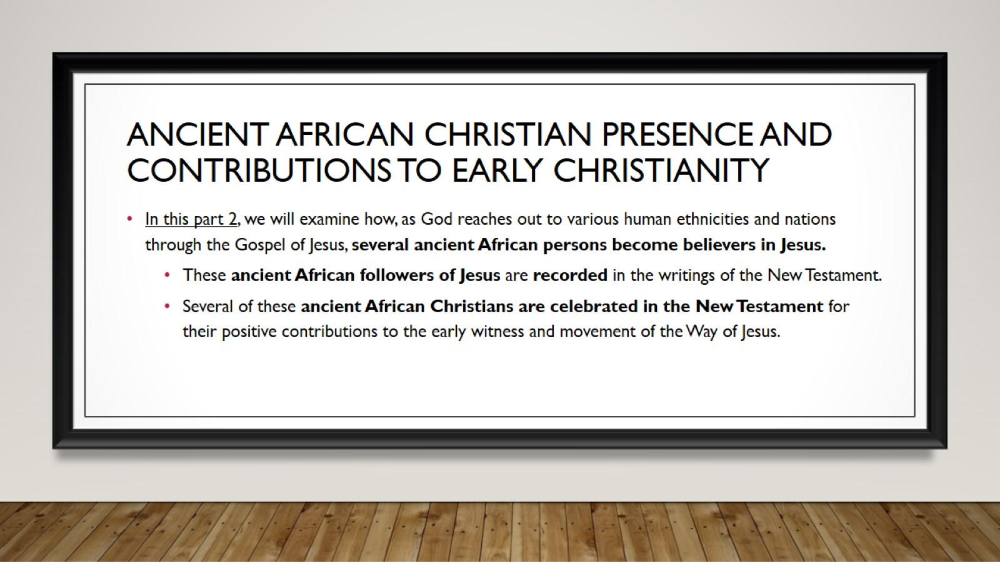 ANCIENT AFRICAN CHRISTIAN PRESENCE AND
CONTRIBUTIONS TO EARLY CHRISTIANITY
• In this part 2, we will examine how, as God reaches out to various human ethnicities and nations
through the Gospel of Jesus, several ancient African persons become believers in Jesus.
• These ancient African followers of Jesus are recorded in the writings of the New Testament.
• Several of these ancient African Christians are celebrated in the New Testament for
their positive contributions to the early witness and movement of the Way of Jesus.